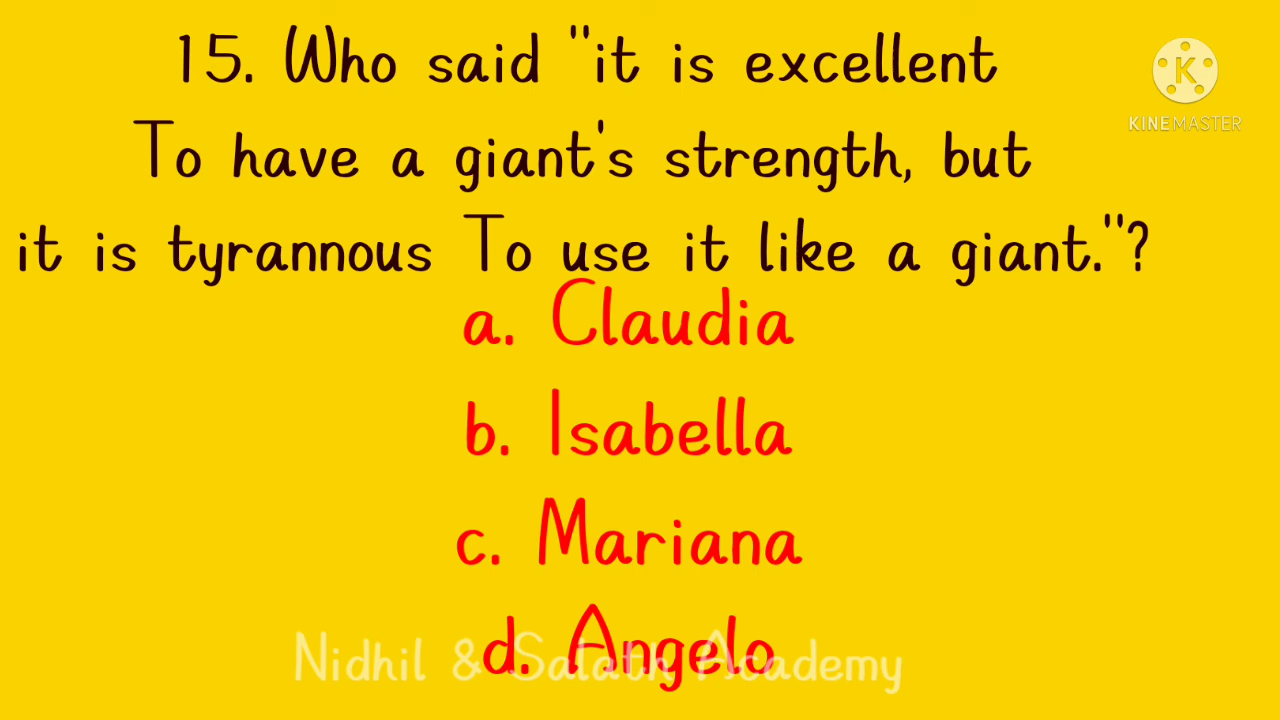 15. Who said "it is excellent
To have a giant's strength, but
it is tyrannous To use it like a giant."?
a. Claudia
b. Isabella
c. Mariana
d. Angelo
Nidhil & Salath Academy
K
KINEMASTER